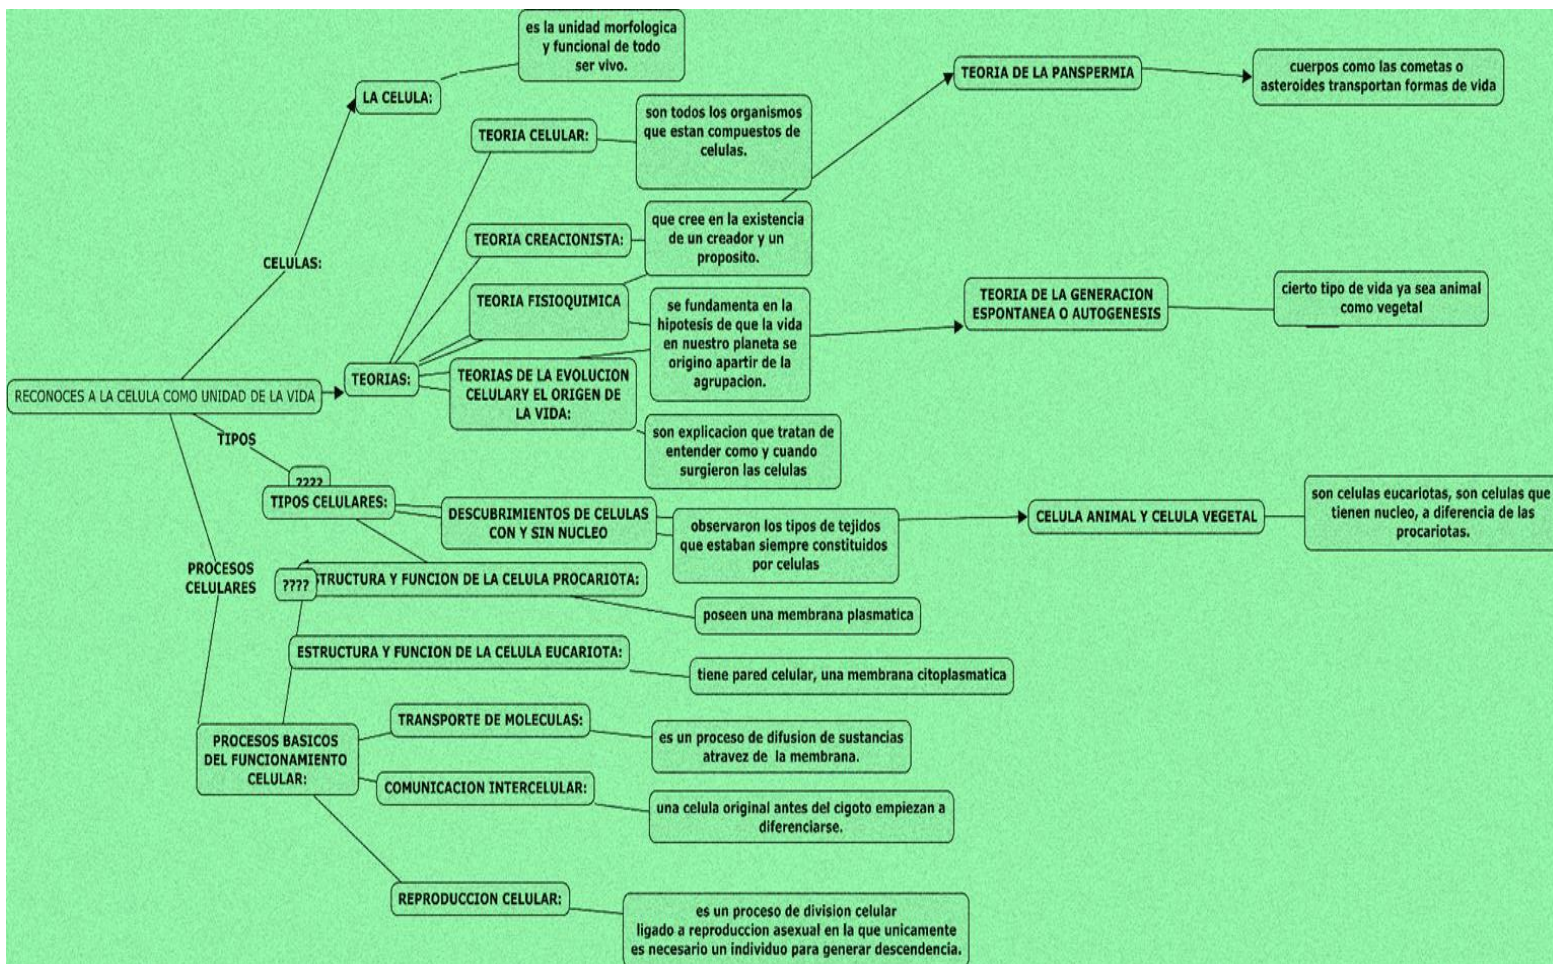 es la unidad morfologica
y funcional de todo
ser vivo.
LA CELULA:
TEORIA DE LA PANSPERMIA
cuerpos como las cometas o
asteroides transportan formas de vida
TEORIA CELULAR:
son todos los organismos
que estan compuestos de
celulas.
CELULAS:
TEORIA CREACIONISTA:
que cree en la existencia
de un creador y un
proposito.
TEORIA FISIOQUIMICA
se fundamenta en la
hipotesis de que la vida
en nuestro planeta se
origino apartir de la
agrupacion.
TEORIA DE LA GENERACION
ESPONTANEA O AUTOGENESIS
cierto tipo de vida ya sea animal
como vegetal
RECONOCES A LA CELULA COMO UNIDAD DE LA VIDA
TEORIAS:
TEORIAS DE LA EVOLUCION
CELULARY EL ORIGEN DE
LA VIDA:
son explicacion que tratan de
entender como y cuando
surgieron las celulas
TIPOS
????
TIPOS CELULARES:
DESCUBRIMIENTOS DE CELULAS
CON Y SIN NUCLEO
observaron los tipos de tejidos
que estaban siempre constituidos
por celulas
CELULA ANIMAL Y CELULA VEGETAL
son celulas eucariotas, son celulas que
tienen nucleo, a diferencia de las
procariotas.
PROCESOS
CELULARES
????
STRUCTURA Y FUNCION DE LA CELULA PROCARIOTA:
poseen una membrana plasmatica
ESTRUCTURA Y FUNCION DE LA CELULA EUCARIOTA:
tiene pared celular, una membrana citoplasmatica
PROCESOS BASICOS
DEL FUNCIONAMIENTO
CELULAR:
TRANSPORTE DE MOLECULAS:
es un proceso de difusion de sustancias
atravez de la membrana.
COMUNICACION INTERCELULAR:
una celula original antes del cigoto empiezan a
diferenciarse.
REPRODUCCION CELULAR:
es un proceso de division celular
ligado a reproduccion asexual en la que unicamente
es necesario un individuo para generar descendencia.